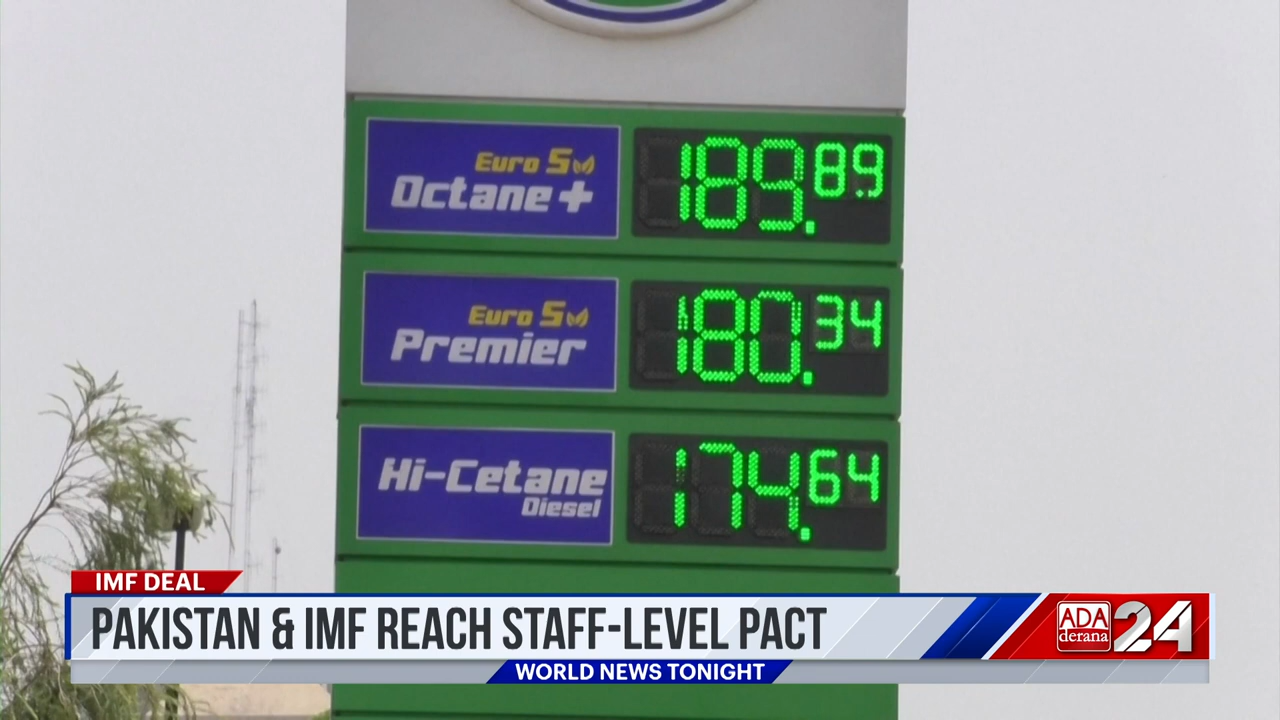 Euro 5
Octane+
189.89
Euro 5
Premier
180.34
Hi-Cetane
Diesel
174.64
IMF DEAL
PAKISTAN & IMF REACH STAFF-LEVEL PACT
ADA
derana
24
WORLD NEWS TONIGHT